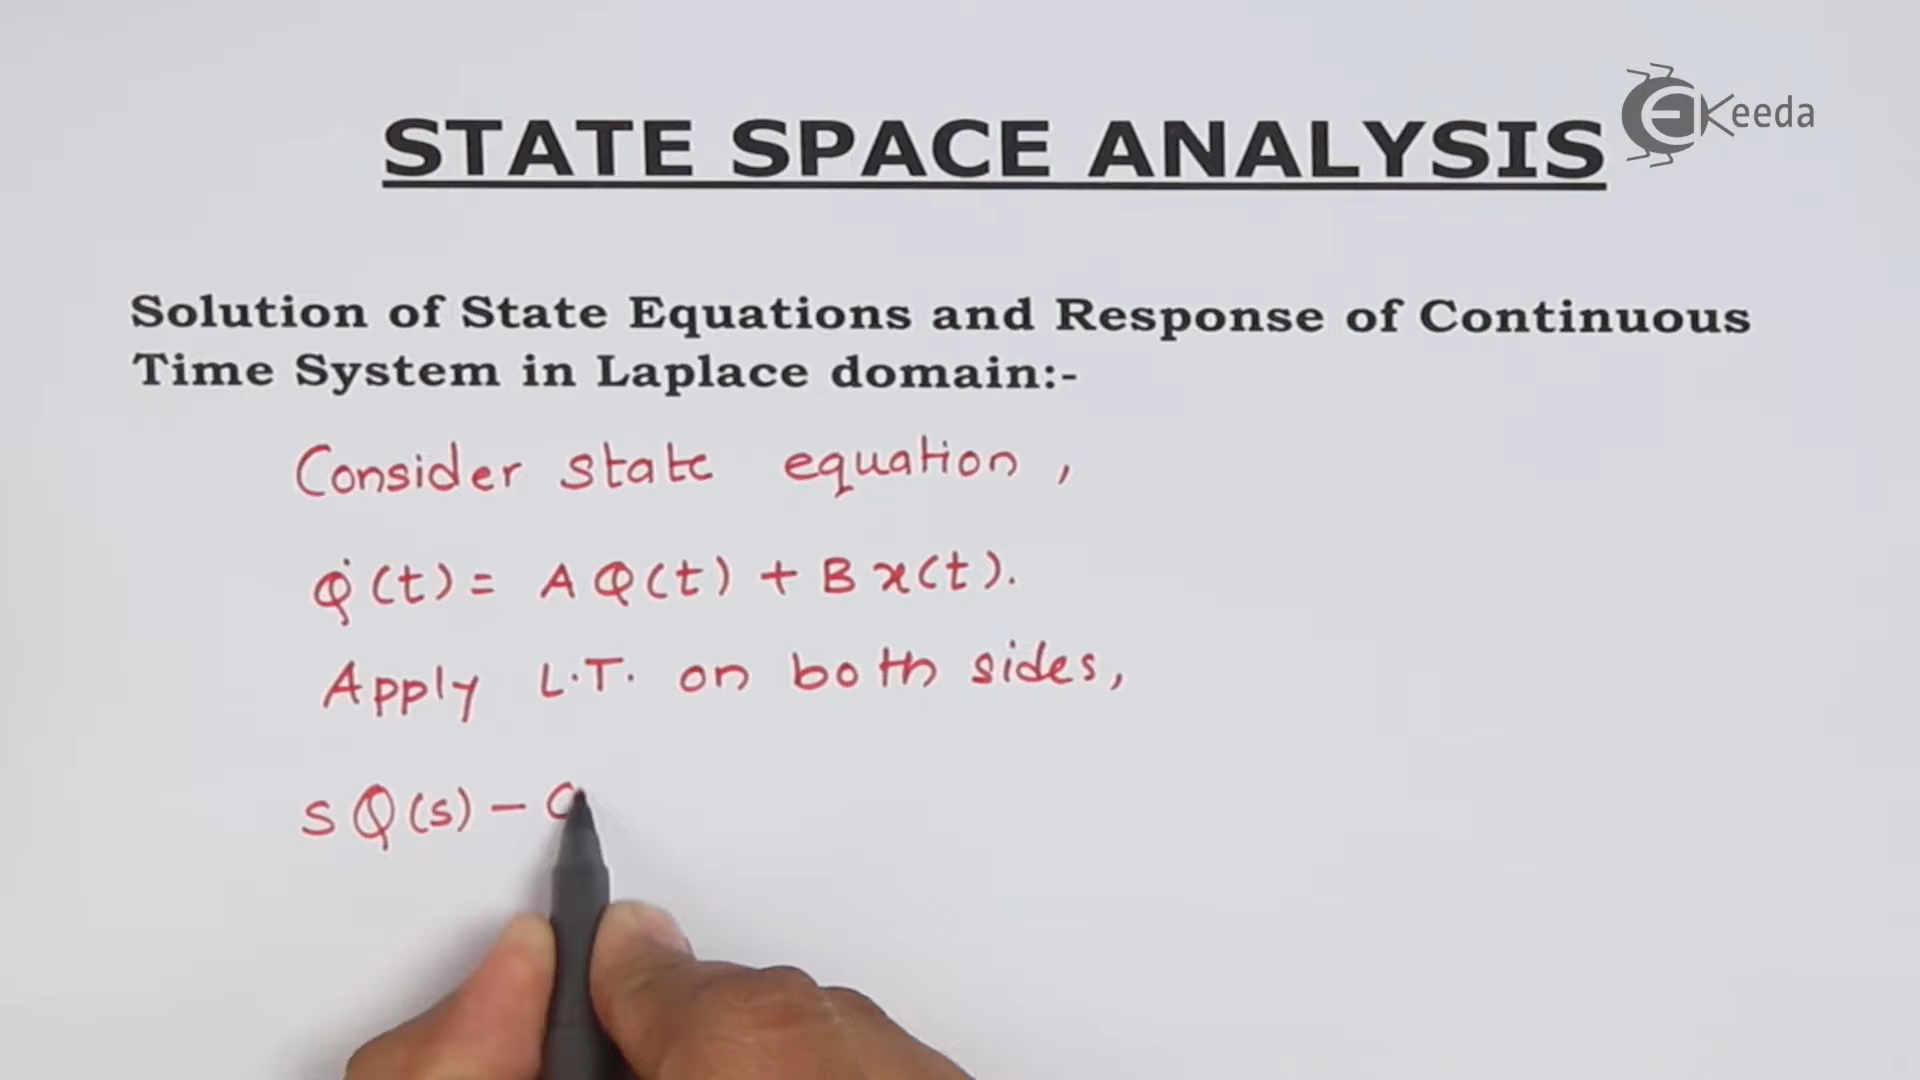 STATE SPACE ANALYSIS
EKeeda
Solution of State Equations and Response of Continuous
Time System in Laplace domain:-
Consider state equation,
Q̇(t) = A Q(t) + B x(t).
Apply L.T. on both sides,
s Q(s) –